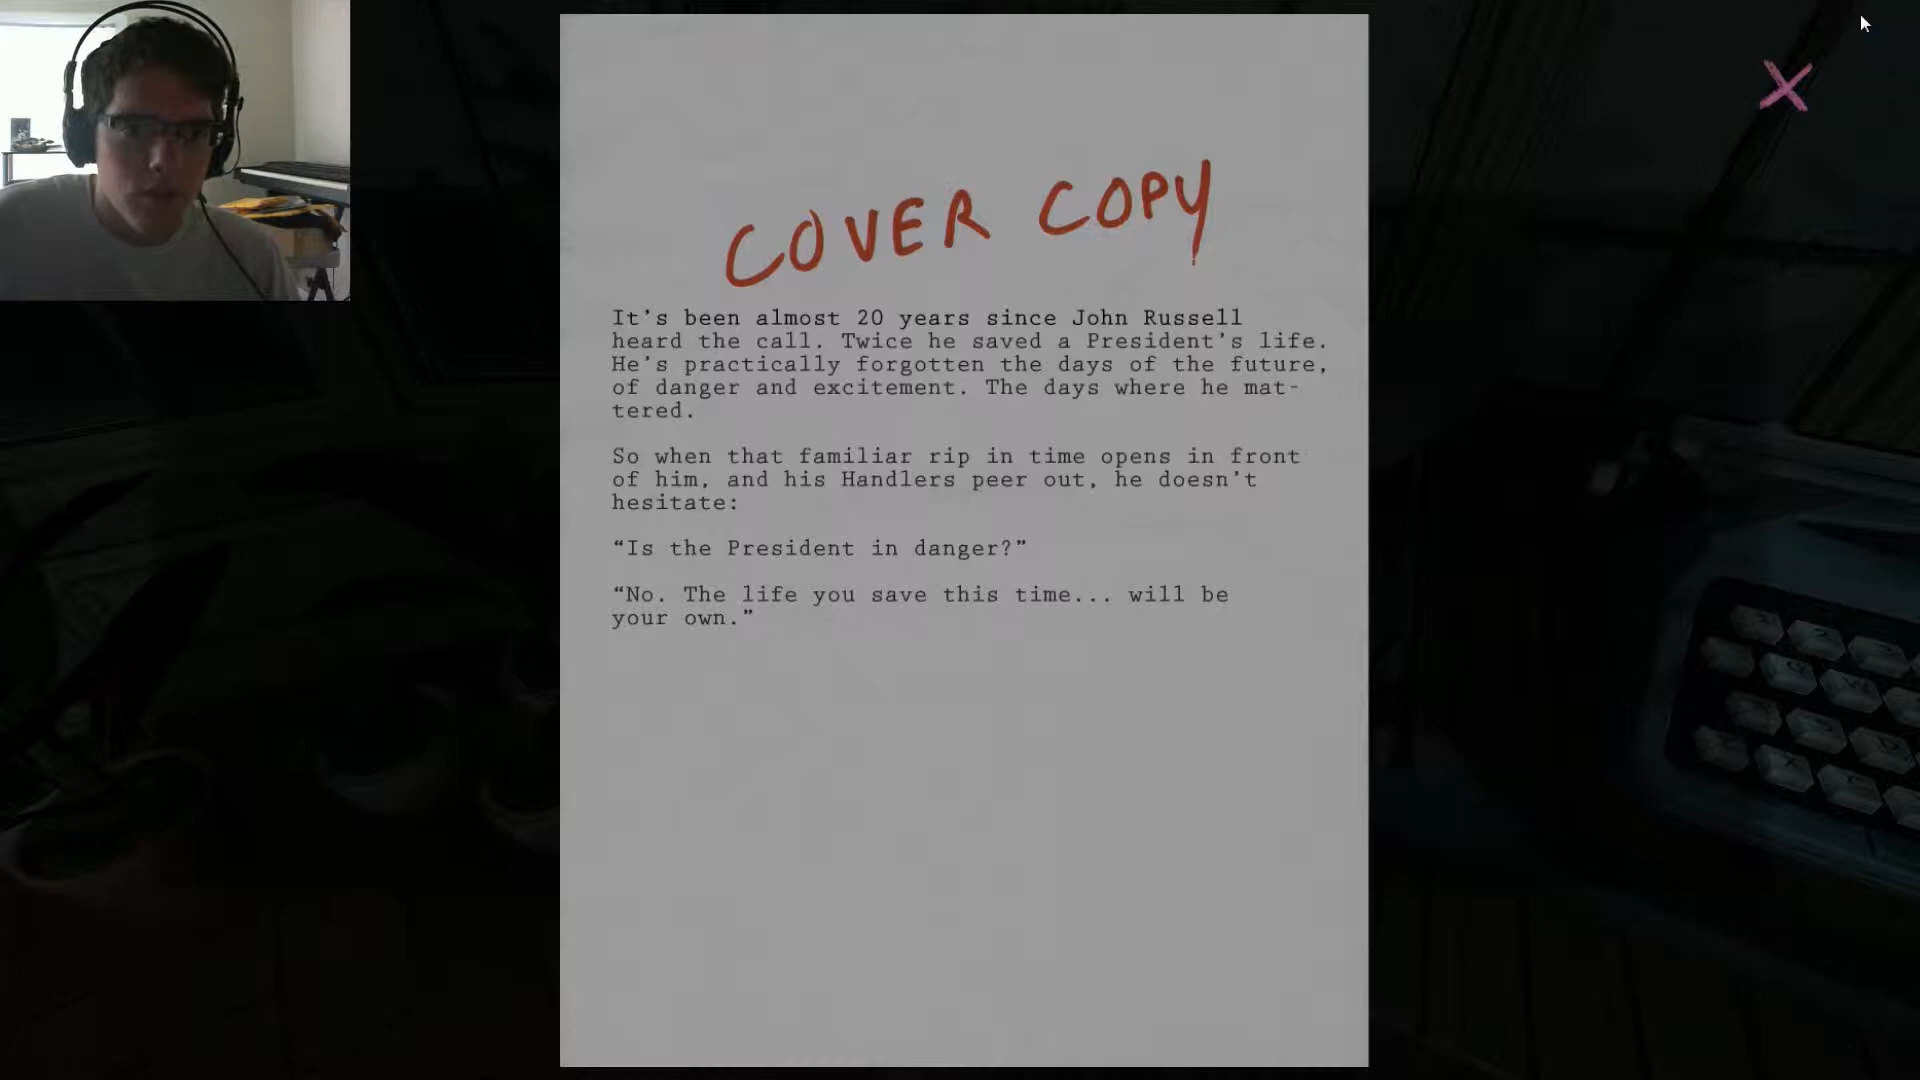 COVER COPY
It’s been almost 20 years since John Russell
heard the call. Twice he saved a President’s life.
He’s practically forgotten the days of the future,
of danger and excitement. The days where he mat-
tered.
So when that familiar rip in time opens in front
of him, and his Handlers peer out, he doesn’t
hesitate:
“Is the President in danger?”
“No. The life you save this time... will be
your own.”